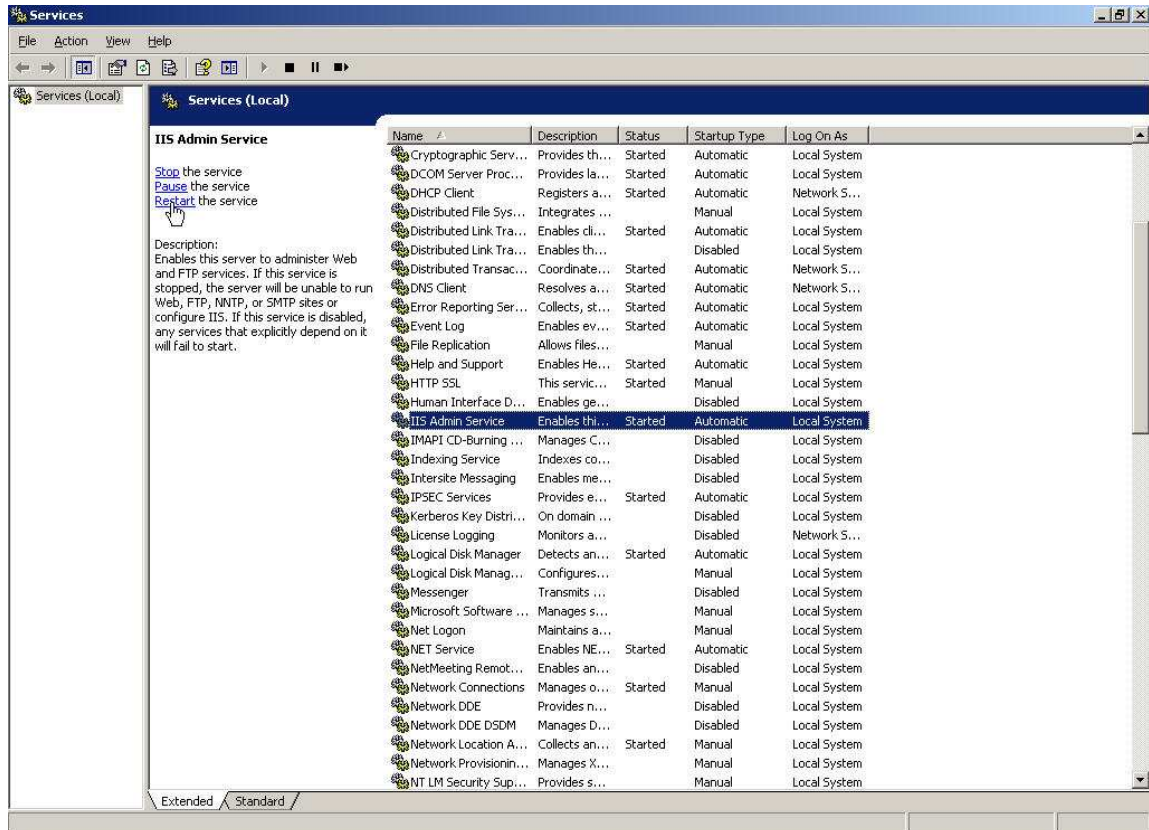 Services
File Action View Help
Services (Local)
Services (Local)
IIS Admin Service
Stop the service
Pause the service
Restart the service
Description:
Enables this server to administer Web
and FTP services. If this service is
stopped, the server will be unable to run
Web, FTP, NNTP, or SMTP sites or
configure IIS. If this service is disabled,
any services that explicitly depend on it
will fail to start.
Name Description Status Startup Type Log On As
Cryptographic Serv... Provides th... Started Automatic Local System
DCOM Server Proc... Provides la... Started Automatic Local System
DHCP Client Registers a... Started Automatic Network S...
Distributed File Sys... Integrates ... Manual Local System
Distributed Link Tra... Enables cli... Started Automatic Local System
Distributed Link Tra... Enables th... Disabled Local System
Distributed Transac... Coordinate... Started Automatic Network S...
DNS Client Resolves a... Started Automatic Network S...
Error Reporting Ser... Collects, st... Started Automatic Local System
Event Log Enables ev... Started Automatic Local System
File Replication Allows files... Manual Local System
Help and Support Enables He... Started Automatic Local System
HTTP SSL This servic... Started Manual Local System
Human Interface D... Enables ge... Disabled Local System
IIS Admin Service Enables thi... Started Automatic Local System
IMAPI CD-Burning ... Manages C... Disabled Local System
Indexing Service Indexes co... Disabled Local System
Intersite Messaging Enables me... Disabled Local System
IPSEC Services Provides e... Started Automatic Local System
Kerberos Key Distri... On domain ... Disabled Local System
License Logging Monitors a... Disabled Network S...
Logical Disk Manager Detects an... Started Automatic Local System
Logical Disk Manag... Configures... Manual Local System
Messenger Transmits ... Disabled Local System
Microsoft Software ... Manages s... Manual Local System
Net Logon Maintains a... Manual Local System
NET Service Enables NE... Started Automatic Local System
NetMeeting Remot... Enables an... Disabled Local System
Network Connections Manages o... Started Manual Local System
Network DDE Provides n... Disabled Local System
Network DDE DSDM Manages D... Disabled Local System
Network Location A... Collects an... Started Manual Local System
Network Provisionin... Manages X... Manual Local System
NT LM Security Sup... Provides s... Manual Local System
Extended Standard